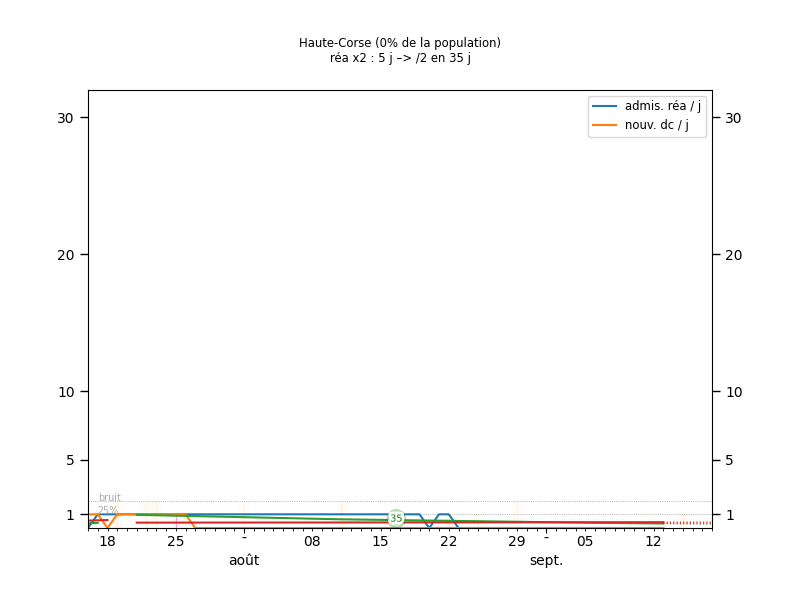 Haute-Corse (0% de la population)
réa x2 : 5 j –> /2 en 35 j
admis. réa / j
nouv. dc / j
30 30
20 20
10 10
5 5
bruit
25%
1 35 1
18 25 - 08 15 22 29 - 05 12
août sept.